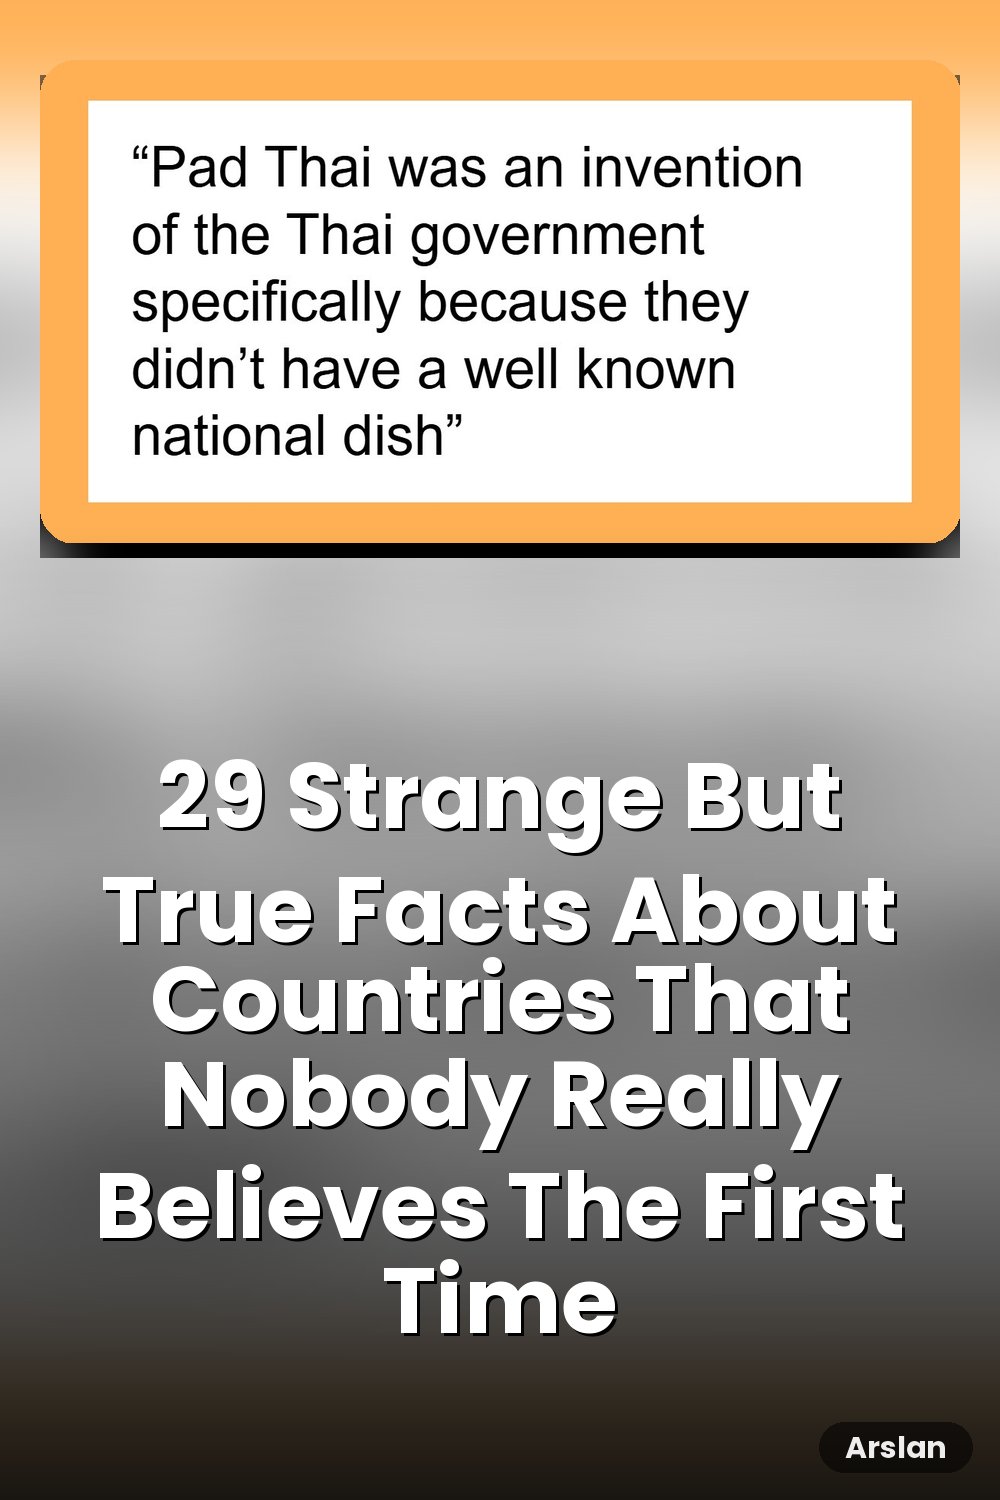 “Pad Thai was an invention
of the Thai government
specifically because they
didn’t have a well known
national dish”
29 Strange But
True Facts About
Countries That
Nobody Really
Believes The First
Time
Arslan